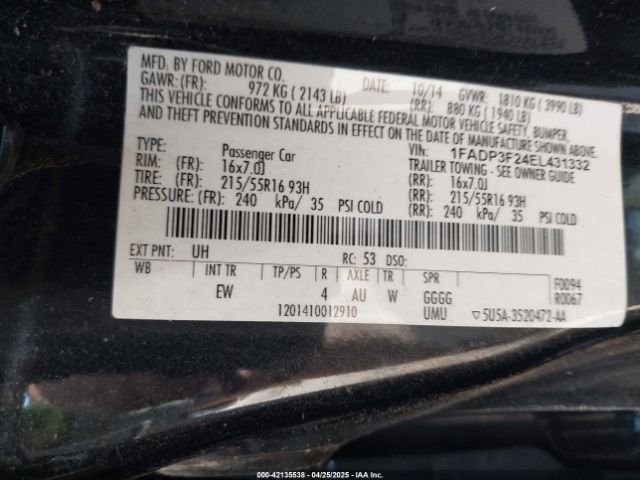 MFD. BY FORD MOTOR CO.
DATE: 10/14 GVWR: 1810 KG ( 3990 LB)
GAWR: (FR): 972 KG ( 2143 LB) (RR): 880 KG ( 1940 LB)
THIS VEHICLE CONFORMS TO ALL APPLICABLE FEDERAL MOTOR VEHICLE SAFETY, BUMPER,
AND THEFT PREVENTION STANDARDS IN EFFECT ON THE DATE OF MANUFACTURE SHOWN ABOVE.
VIN: 1FADP3F24EL431332
TYPE: Passenger Car TRAILER TOWING - SEE OWNER GUIDE
RIM: (FR): 16x7.0J (RR): 16x7.0J
TIRE: (FR): 215/55R16 93H (RR): 215/55R16 93H
PRESSURE: (FR): 240 kPa/ 35 PSI COLD (RR): 240 kPa/ 35 PSI COLD
EXT PNT: UH RC: 53 DSO:
WB INT TR TP/PS R AXLE TR SPR F0094
EW 4 AU W GGGG R0067
1201410012910 UMU ▽ 5U5A-3520472-AA
000-42135538 - 04/25/2025 - IAA Inc.